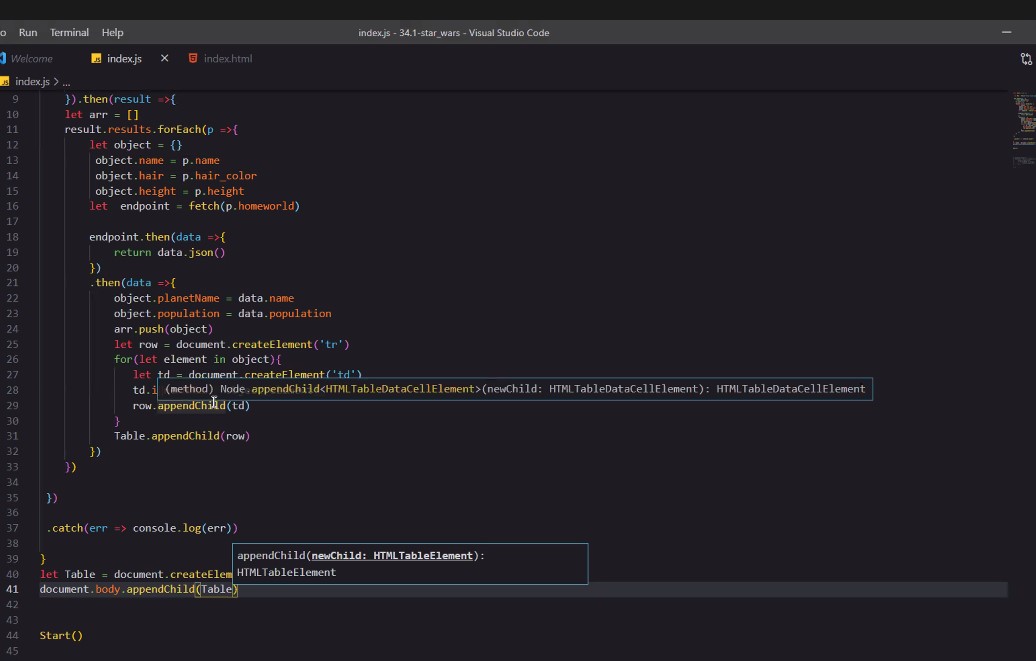 o Run Terminal Help index.js - 34.1-star_wars - Visual Studio Code
Welcome JS index.js × index.html
JS index.js > ...
9 }).then(result =>{
10 let arr = []
11 result.results.forEach(p =>{
12 let object = {}
13 object.name = p.name
14 object.hair = p.hair_color
15 object.height = p.height
16 let endpoint = fetch(p.homeworld)
17
18 endpoint.then(data =>{
19 return data.json()
20 })
21 .then(data =>{
22 object.planetName = data.name
23 object.population = data.population
24 arr.push(object)
25 let row = document.createElement('tr')
26 for(let element in object){
27 let td = document.createElement('td')
28 td.i (method) Node.appendChild<HTMLTableDataCellElement>(newChild: HTMLTableDataCellElement): HTMLTableDataCellElement
29 row.appendChild(td)
30 }
31 Table.appendChild(row)
32 })
33 })
34
35 })
36
37 .catch(err => console.log(err))
38
39 }
appendChild(newChild: HTMLTableElement):
HTMLTableElement
40 let Table = document.createElem
41 document.body.appendChild(Table)
42
43
44 Start()
45